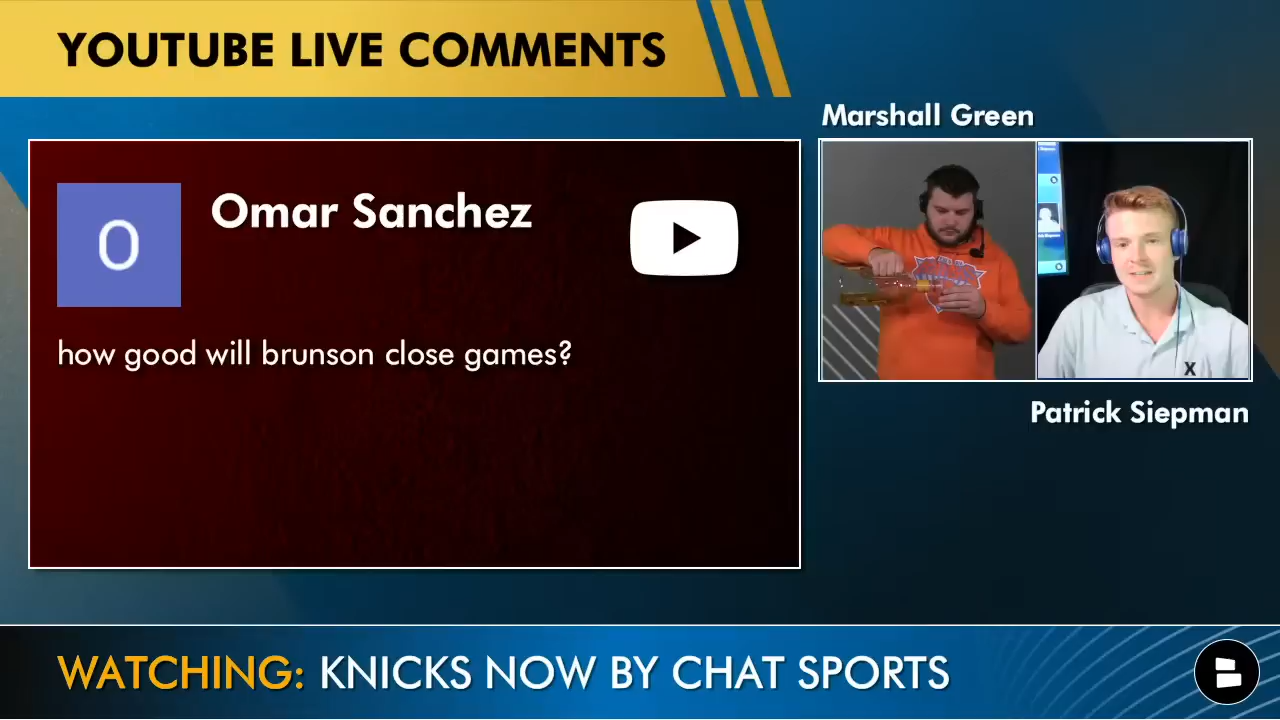 YOUTUBE LIVE COMMENTS
Marshall Green
O
Omar Sanchez
how good will brunson close games?
X
Patrick Siepman
WATCHING: KNICKS NOW BY CHAT SPORTS